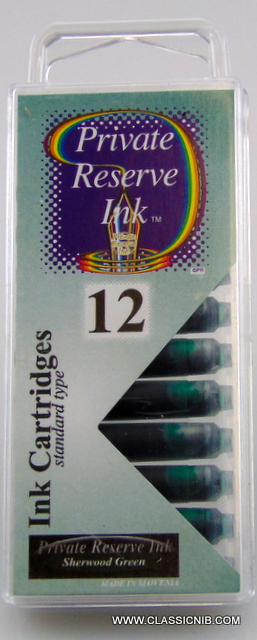 Private
Reserve
Ink™
©PRI
12
Ink Cartridges
standard type
Private Reserve Ink
Sherwood Green
MADE IN SLOVENIA
WWW.CLASSICNIB.COM